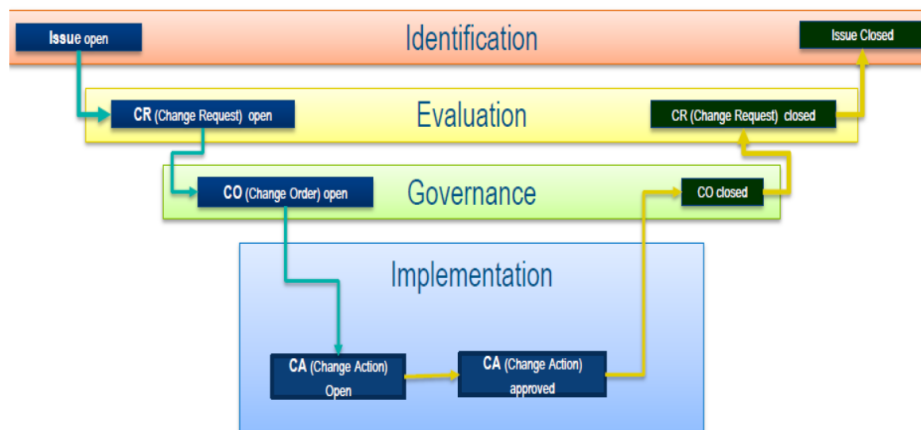 Issue open
Identification
Issue Closed
CR (Change Request) open
Evaluation
CR (Change Request) closed
CO (Change Order) open
Governance
CO closed
Implementation
CA (Change Action)
Open
CA (Change Action)
approved